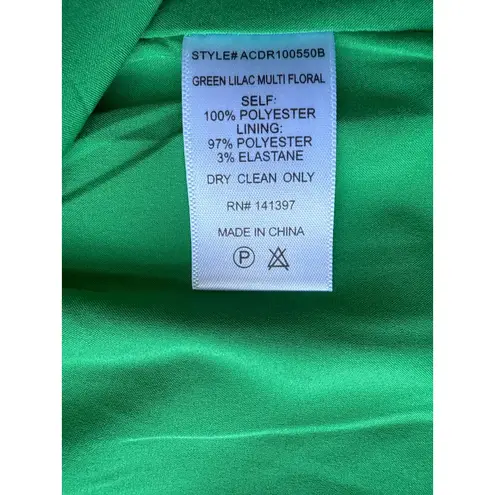 STYLE# ACDR100550B
GREEN LILAC MULTI FLORAL
SELF:
100% POLYESTER
LINING:
97% POLYESTER
3% ELASTANE
DRY CLEAN ONLY
RN# 141397
MADE IN CHINA
P